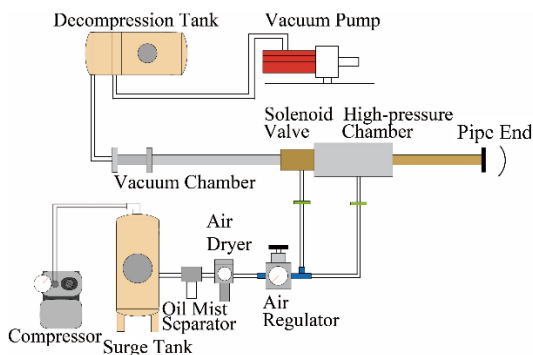 Decompression Tank
Vacuum Pump
Solenoid
Valve
High-pressure
Chamber
Pipe End
Vacuum Chamber
Air
Dryer
Oil Mist
Separator
Air
Regulator
Compressor
Surge Tank